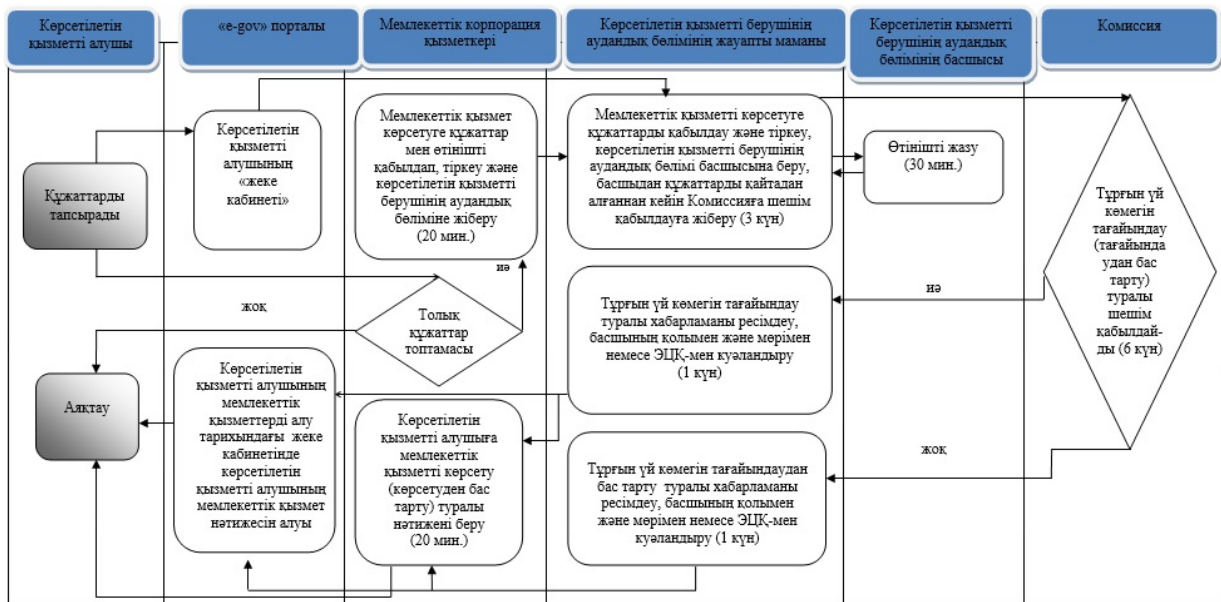 Көрсетілетін
қызметті алушы
«e-gov» порталы
Мемлекеттік корпорация
қызметкері
Көрсетілетін қызметті берушінің
аудандық бөлімінің жауапты маманы
Көрсетілетін қызметті
берушінің аудандық
бөлімінің басшысы
Комиссия
Құжаттарды
тапсырады
Көрсетілетін
қызметті
алушының
«жеке
кабинеті»
Мемлекеттік қызмет
көрсетуге құжаттар
мен өтінішті
қабылдап, тіркеу және
көрсетілетін қызметті
берушінің аудандық
бөліміне жіберу
(20 мин.)
Мемлекеттік қызметті көрсетуге
құжаттарды қабылдау және тіркеу,
көрсетілетін қызметті берушінің
аудандық бөлімі басшысына беру,
басшыдан құжаттарды қайтадан
алғаннан кейін Комиссияға шешім
қабылдауға жіберу (3 күн)
Өтінішті жазу
(30 мин.)
Тұрғын үй
көмегін
тағайындау
(тағайында
удан бас
тарту)
туралы
шешім
қабылдай-
ды (6 күн)
иә
жоқ
Толық
құжаттар
топтамасы
иә
Тұрғын үй көмегін тағайындау
туралы хабарламаны ресімдеу,
басшының қолымен және мөрімен
немесе ЭЦҚ-мен куәландыру
(1 күн)
Аяқтау
Көрсетілетін
қызметті алушының
мемлекеттік
қызметтерді алу
тарихындағы жеке
кабинетінде
көрсетілетін
қызметті алушының
мемлекеттік қызмет
нәтижесін алуы
Көрсетілетін
қызметті алушыға
мемлекеттік
қызметті көрсету
(көрсетуден бас
тарту) туралы
нәтижені беру
(20 мин.)
жоқ
Тұрғын үй көмегін тағайындаудан
бас тарту туралы хабарламаны
ресімдеу, басшының қолымен
және мөрімен немесе ЭЦҚ-мен
куәландыру (1 күн)